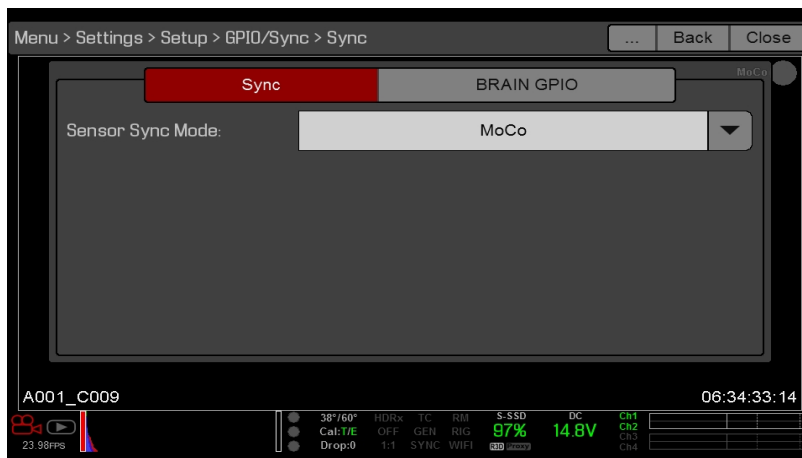 Menu > Settings > Setup > GPIO/Sync > Sync ... Back Close
MoCo
Sync BRAIN GPIO
Sensor Sync Mode: MoCo
A001_C009 06:34:33:14
38°/60° HDRx TC RM S-SSD DC Ch1
Cal:T/E OFF GEN RIG 97% 14.8V Ch2
Drop:0 1:1 SYNC WIFI R3D Proxy Ch3
23.98FPS Ch4